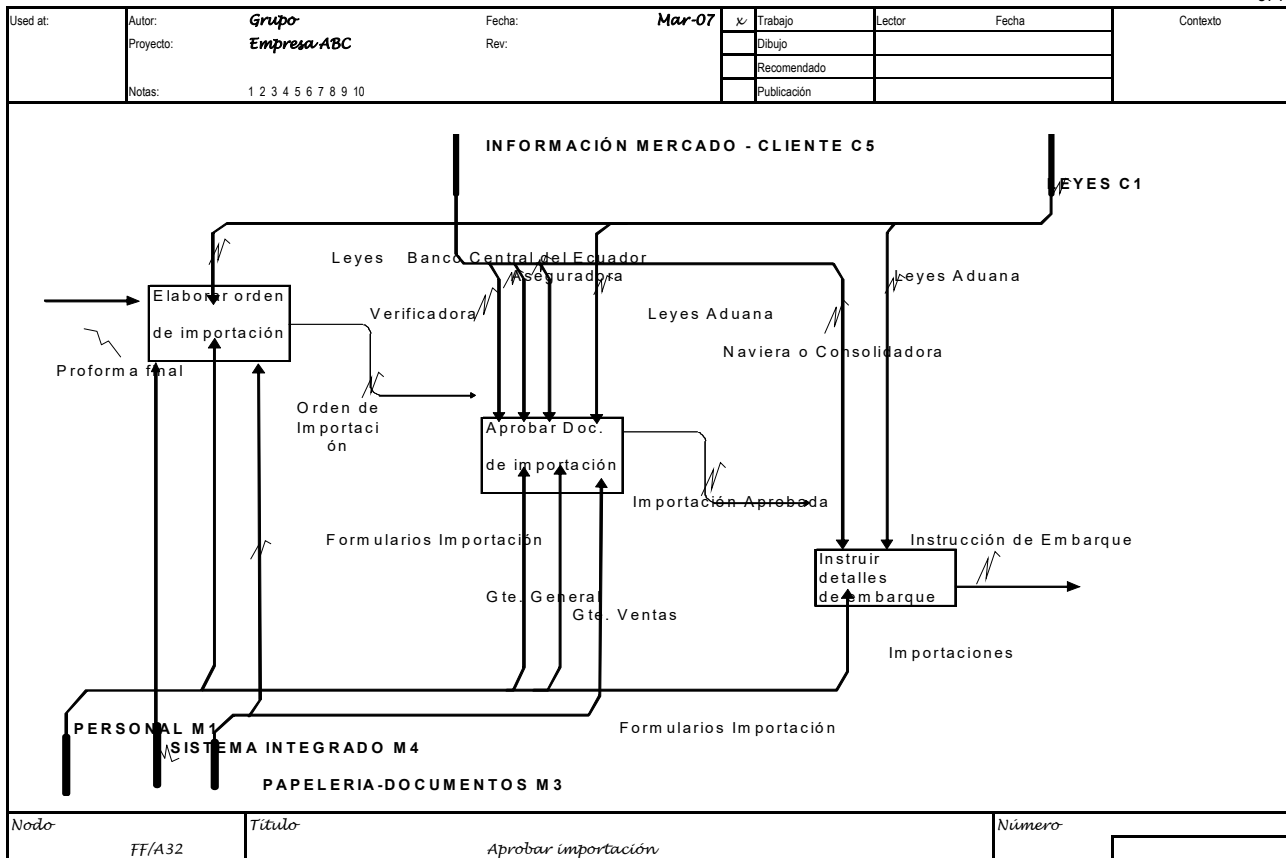 Used at:
Autor: Grupo Fecha: Mar-07 x Trabajo Lector Fecha Contexto
Proyecto: Empresa ABC Rev: Dibujo
Recomendado
Notas: 1 2 3 4 5 6 7 8 9 10 Publicación
INFORMACIÓN MERCADO - CLIENTE C5
LEYES C1
Leyes Banco Central del Ecuador
Aseguradora
Leyes Aduana
Elaborar orden
de importación
Verificadora
Leyes Aduana
Naviera o Consolidadora
Proforma final
Orden de
Importaci
ón
Aprobar Doc.
de importación
Importación Aprobada
Formularios Importación
Instrucción de Embarque
Instruir
detalles
de embarque
Gte. General
Gte. Ventas
Importaciones
PERSONAL M1
Formularios Importación
SISTEMA INTEGRADO M4
PAPELERIA-DOCUMENTOS M3
Nodo Título Número
FF/A32 Aprobar importación